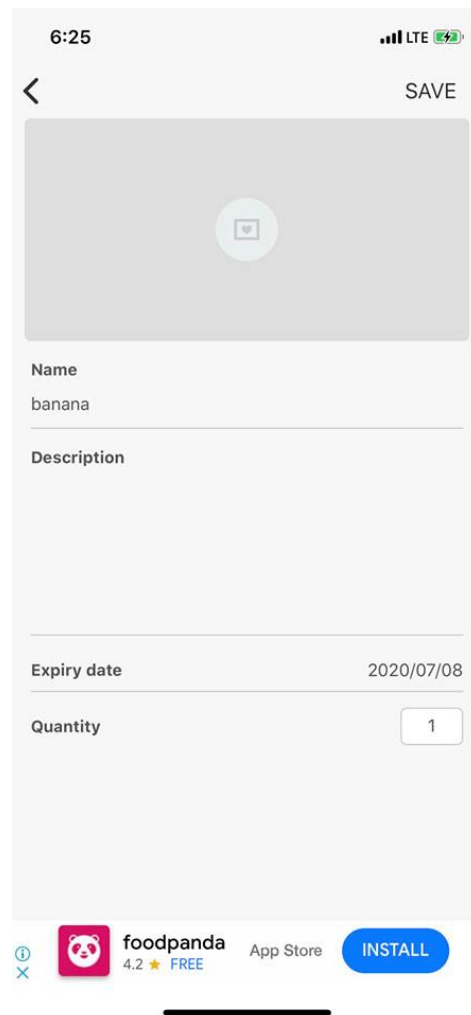 6:25 LTE
SAVE
Name
banana
Description
Expiry date 2020/07/08
Quantity 1
foodpanda
4.2 ★ FREE
App Store
INSTALL